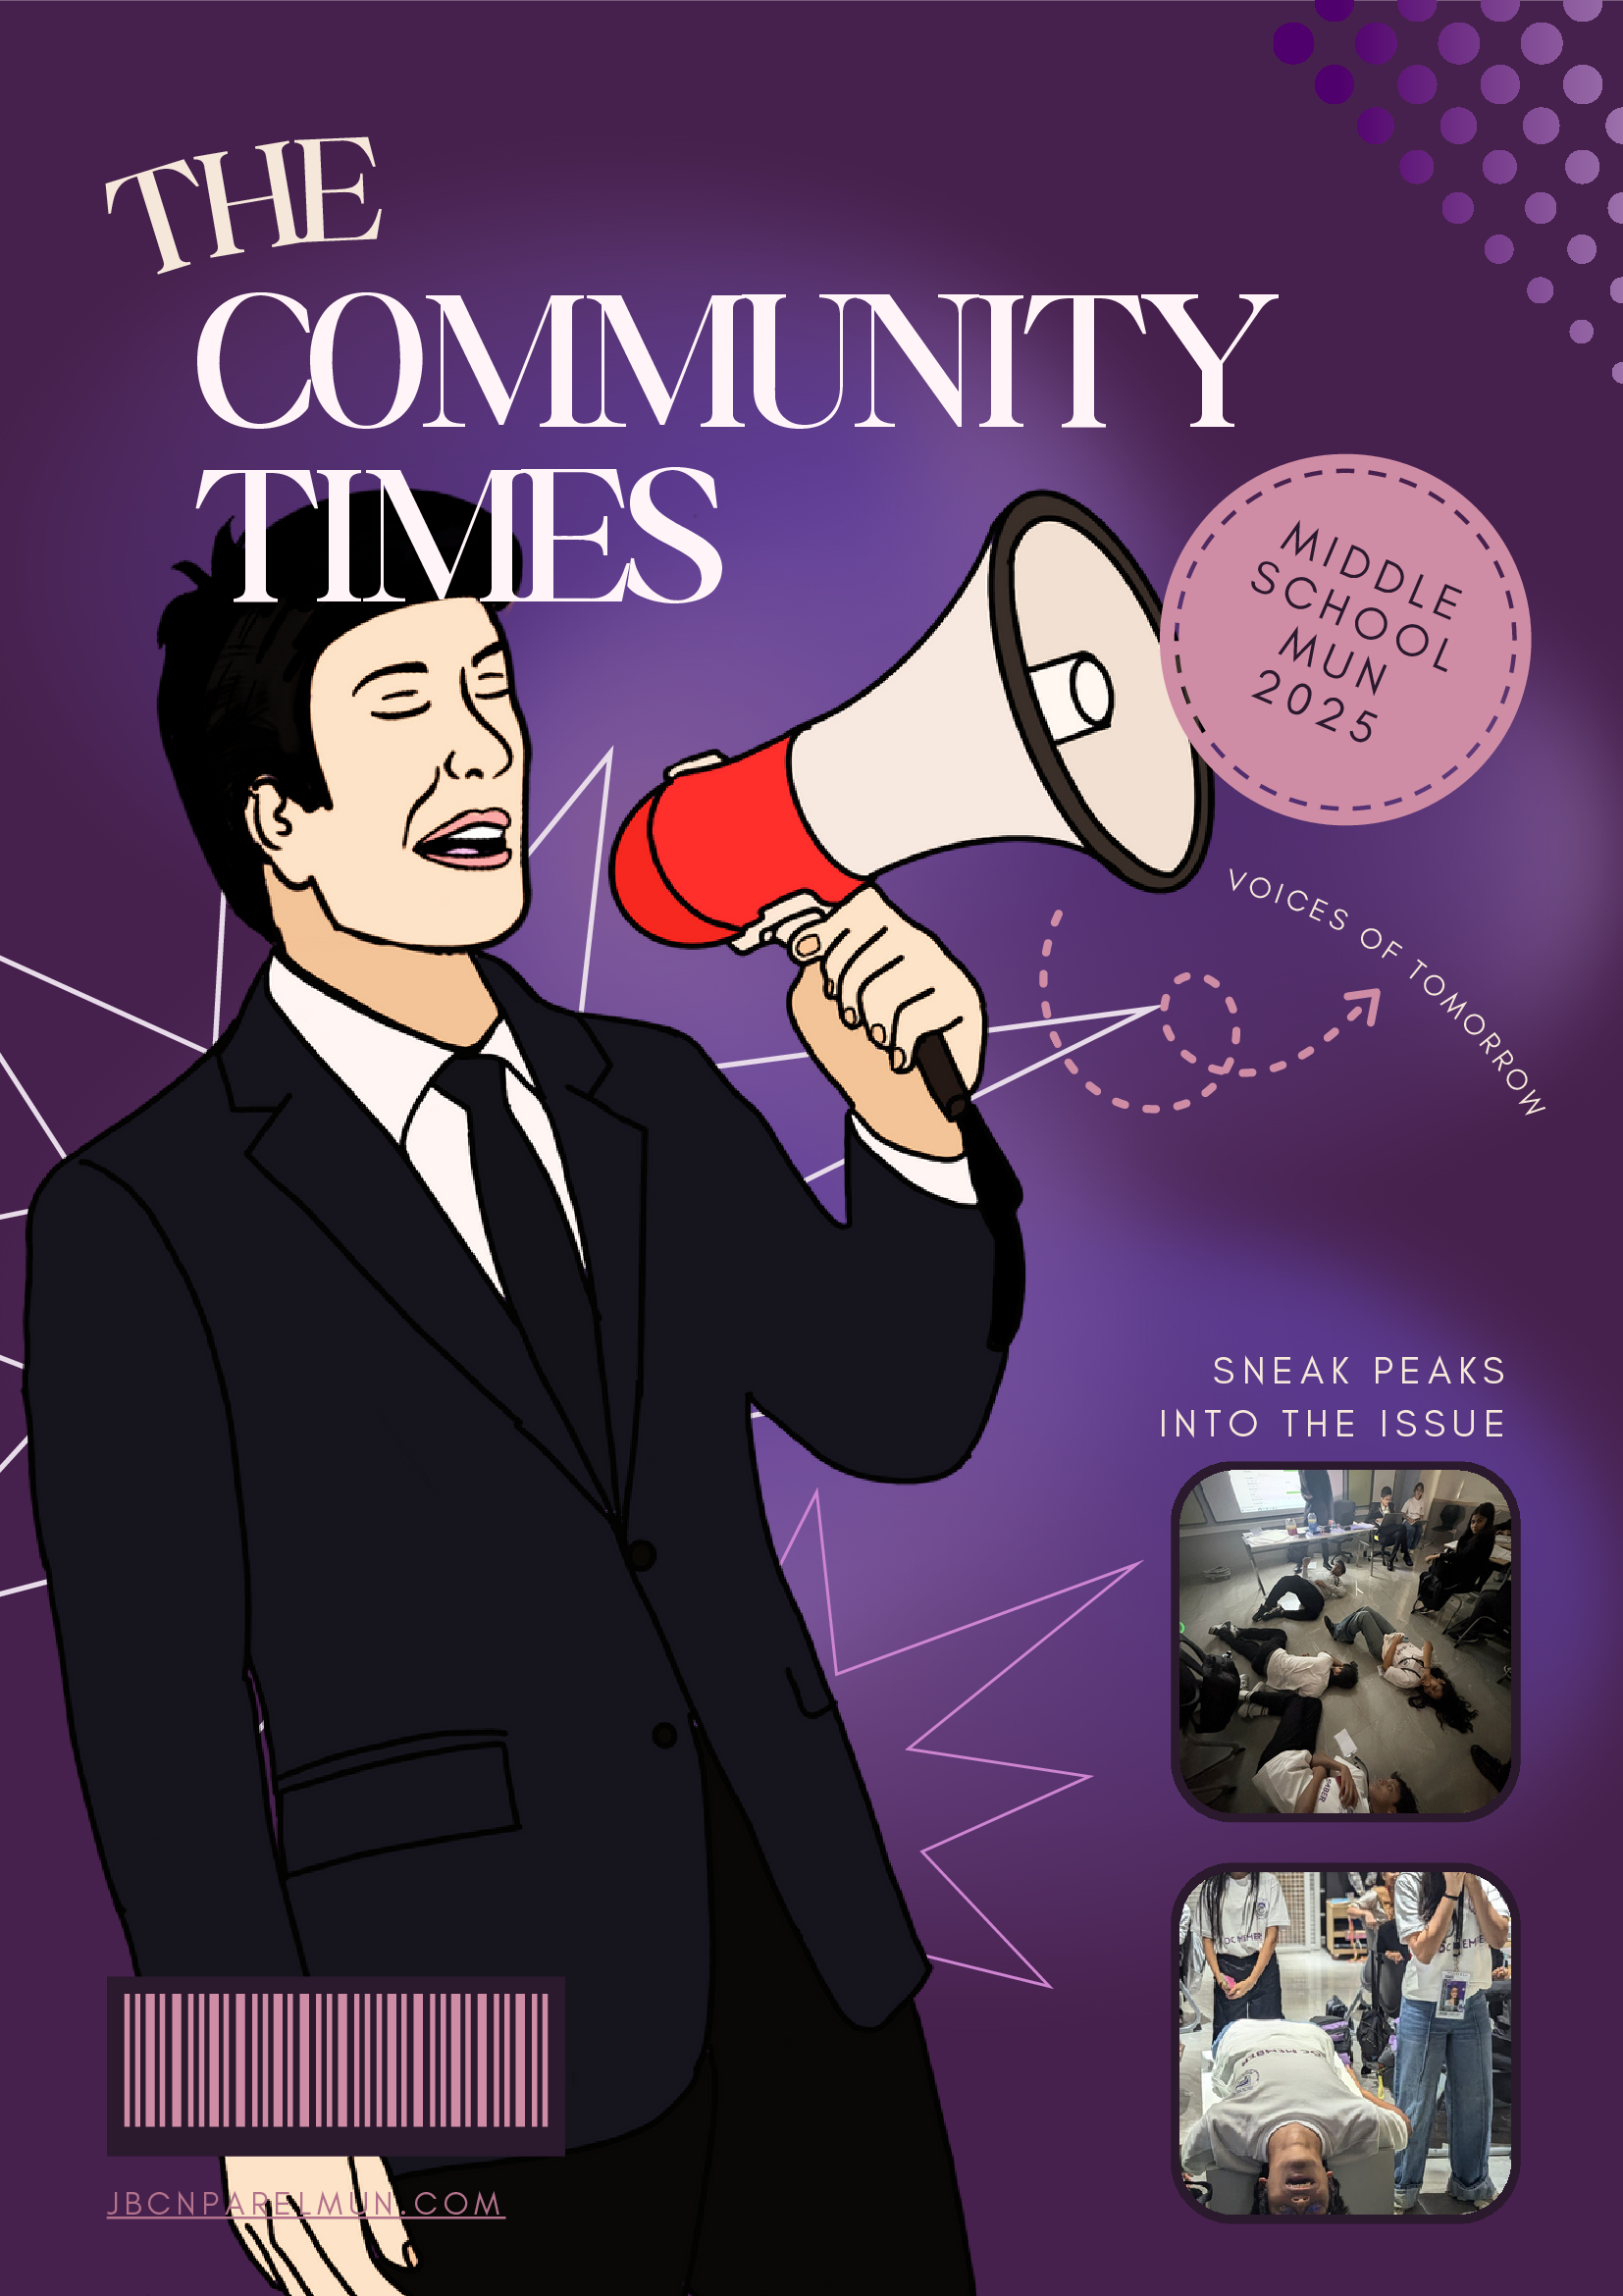 THE
COMMUNITY
TIMES
MIDDLE
SCHOOL
MUN
2025
VOICES OF TOMORROW
SNEAK PEAKS
INTO THE ISSUE
JBCNPARELMUN.COM